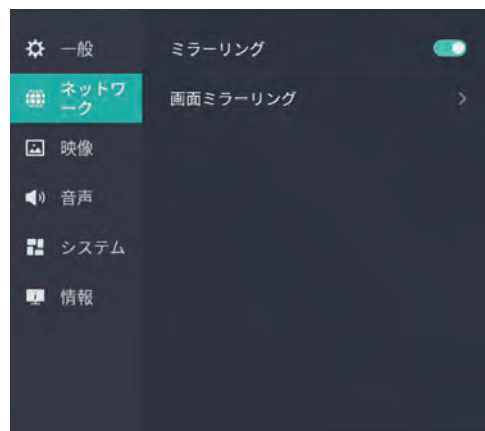 一般
ネットワ
ーク
映像
音声
システム
情報
ミラーリング
画面ミラーリング